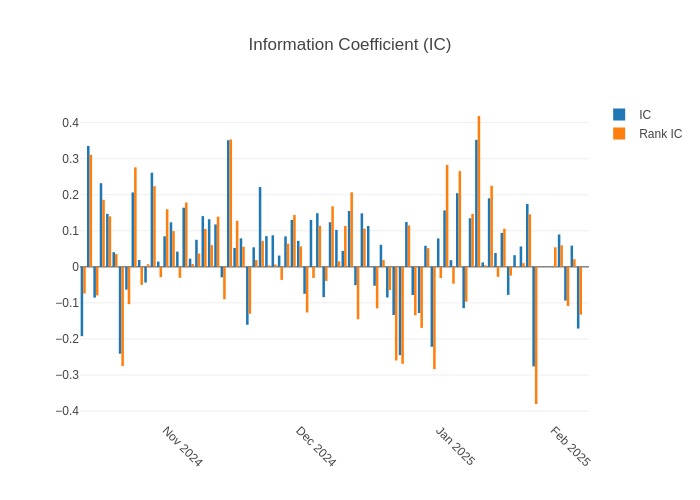 Information Coefficient (IC)
IC
Rank IC
0.4
0.3
0.2
0.1
0
−0.1
−0.2
−0.3
−0.4
Nov 2024
Dec 2024
Jan 2025
Feb 2025